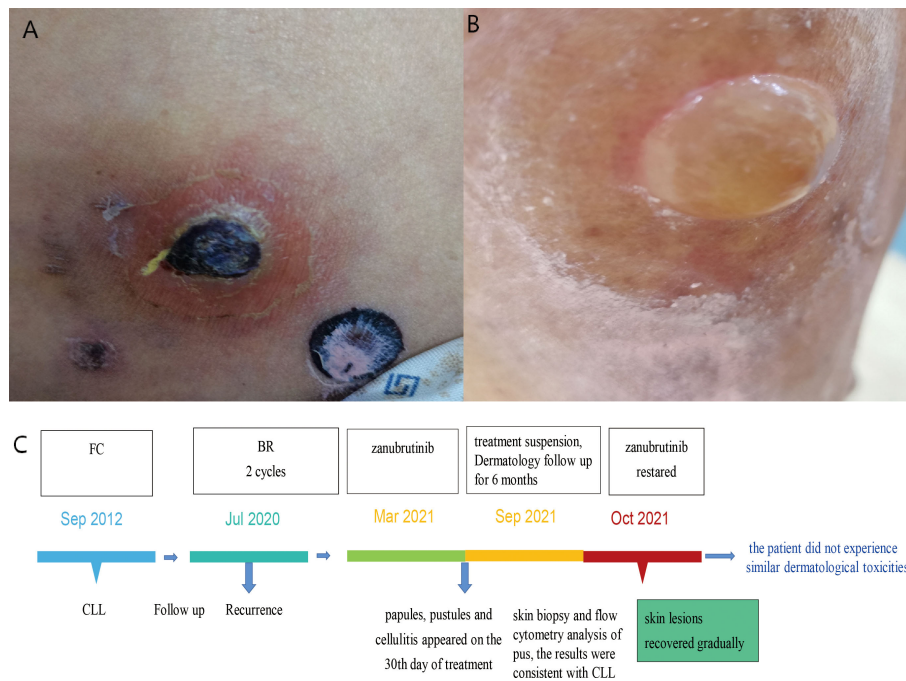 A
B
C
FC
BR
2 cycles
zanubrutinib
treatment suspension,
Dermatology follow up
for 6 months
zanubrutinib
restared
Sep 2012
Jul 2020
Mar 2021
Sep 2021
Oct 2021
the patient did not experience
similar dermatological toxicities
CLL
Follow up
Recurrence
papules, pustules and
cellulitis appeared on the
30th day of treatment
skin biopsy and flow
cytometry analysis of
pus, the results were
consistent with CLL
skin lesions
recovered gradually